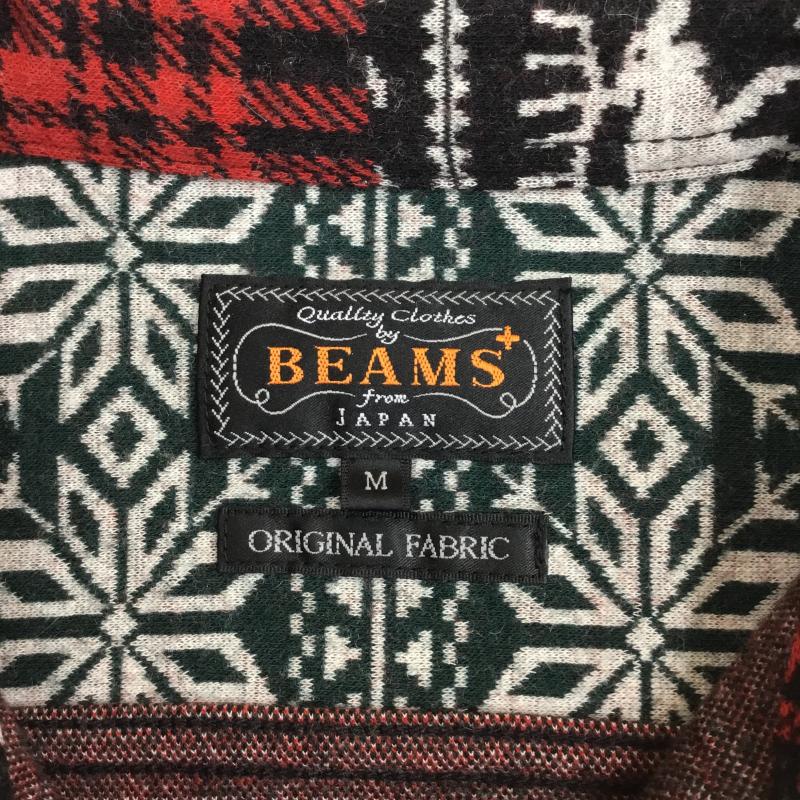 Quality Clothes
by
BEAMS+
from
JAPAN
M
ORIGINAL FABRIC